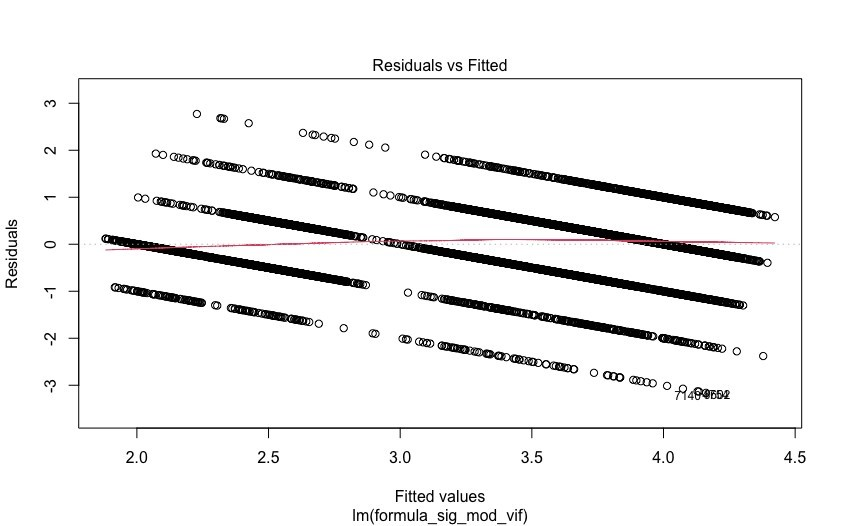 Residuals vs Fitted
3
2
1
0
-1
-2
-3
Residuals
2.0 2.5 3.0 3.5 4.0 4.5
Fitted values
lm(formula_sig_mod_vif)